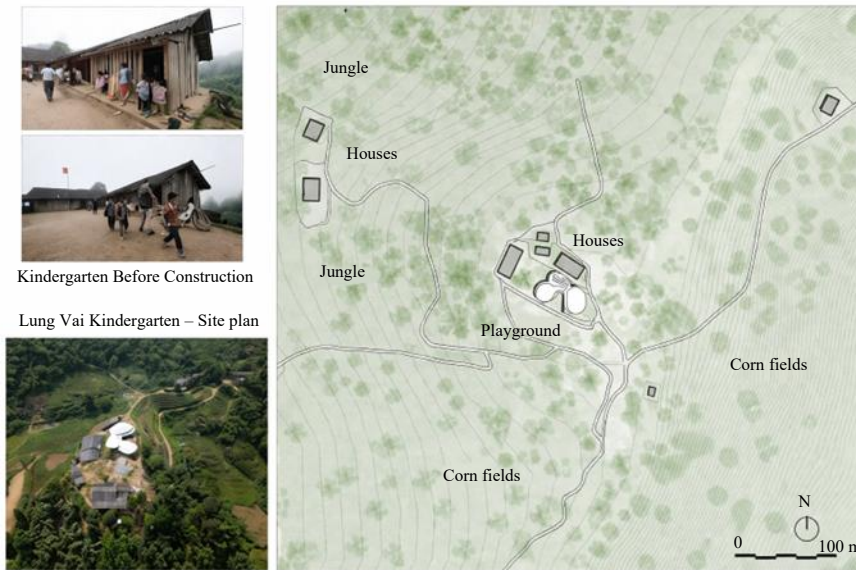 Kindergarten Before Construction
Lung Vai Kindergarten – Site plan
Jungle
Houses
Jungle
Houses
Playground
Corn fields
Corn fields
N
0 100 m